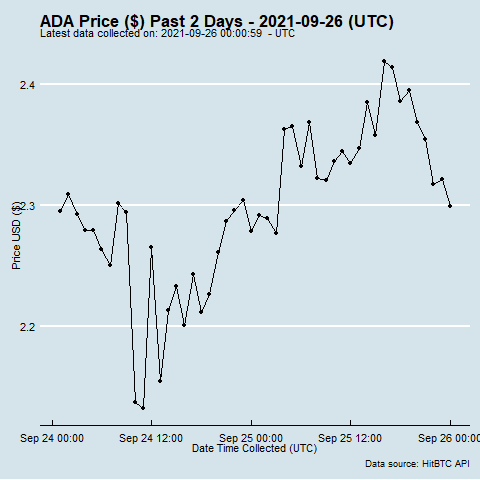 ADA Price ($) Past 2 Days - 2021-09-26 (UTC)
Latest data collected on: 2021-09-26 00:00:59  - UTC
2.4
2.3
2.2
Price USD ($)
Sep 24 00:00 Sep 24 12:00 Sep 25 00:00 Sep 25 12:00 Sep 26 00:00
Date Time Collected (UTC)
Data source: HitBTC API